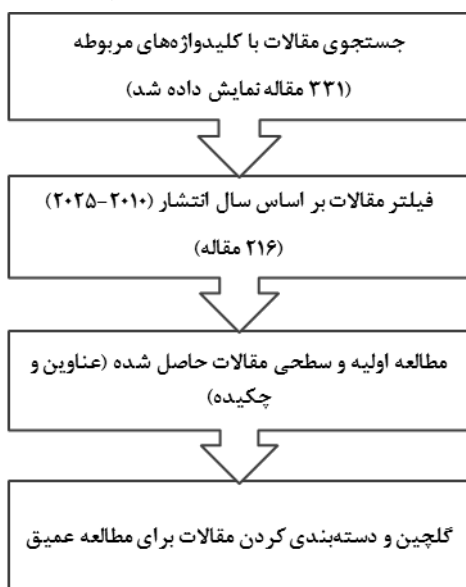 جستجوی مقالات با کلیدواژه‌های مربوطه
(۳۳۱ مقاله نمایش داده شد)
فیلتر مقالات بر اساس سال انتشار (۲۰۱۰-۲۰۲۵)
(۲۱۶ مقاله)
مطالعه اولیه و سطحی مقالات حاصل شده (عناوین و
چکیده)
گلچین و دسته‌بندی کردن مقالات برای مطالعه عمیق